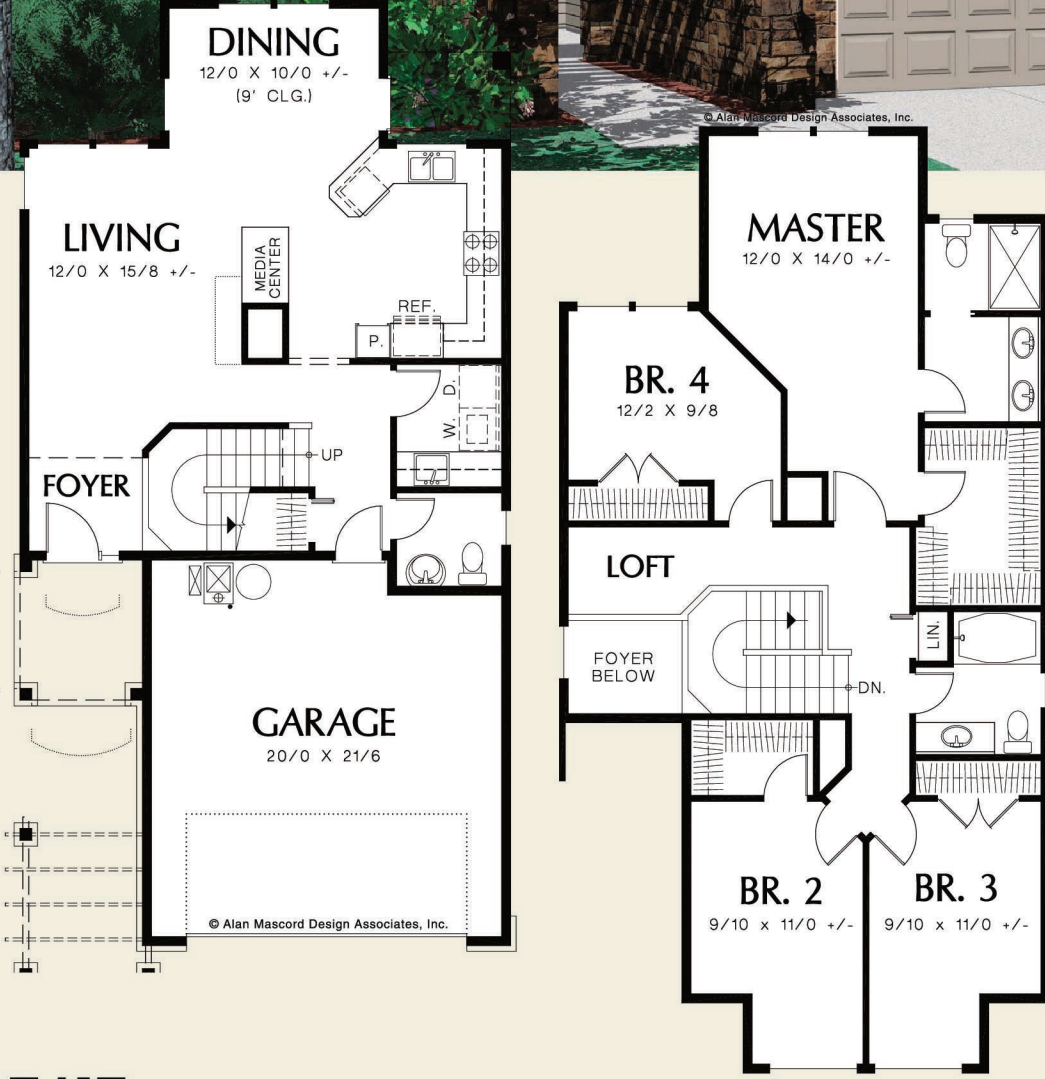 DINING
12/0 X 10/0 +/-
(9' CLG.)
© Alan Mascord Design Associates, Inc.
LIVING
12/0 X 15/8 +/-
MEDIA
CENTER
REF.
P.
MASTER
12/0 X 14/0 +/-
BR. 4
12/2 X 9/8
D.
W.
UP
FOYER
LOFT
FOYER
BELOW
LIN.
DN.
GARAGE
20/0 X 21/6
© Alan Mascord Design Associates, Inc.
BR. 2
9/10 x 11/0 +/-
BR. 3
9/10 x 11/0 +/-